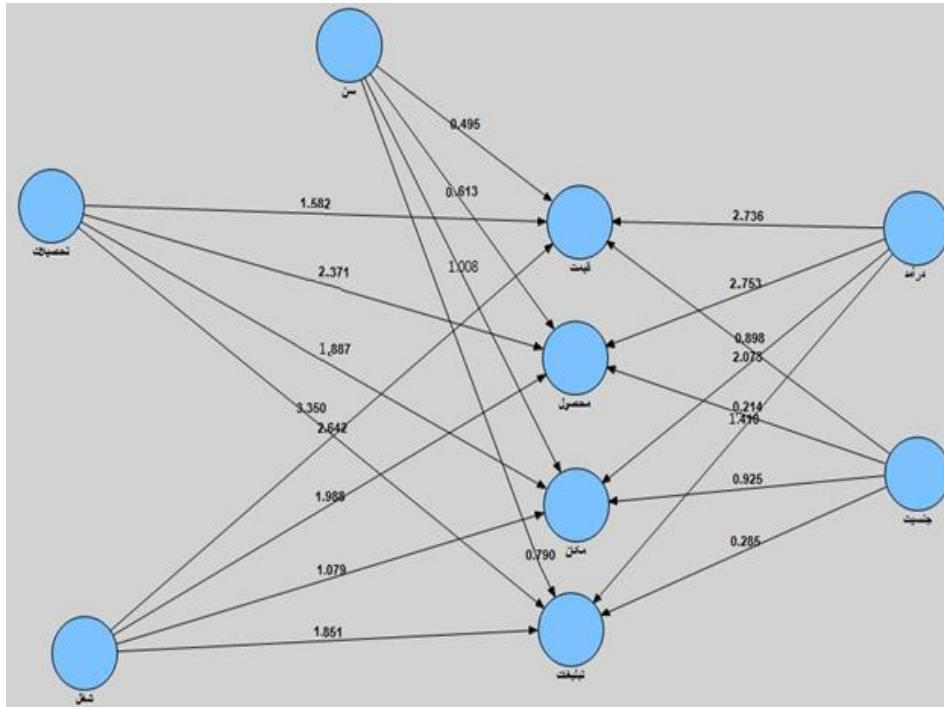 سن
0.495
0.613
1.582
2.736
تحصیلات
1.008
قیمت
درآمد
2.371
2.753
0.898
1.887
2.073
محصول
0.214
3.350
1.410
2.642
0.925
1.988
جنسیت
مکان
0.790
0.285
1.079
1.851
شغل
تبلیغات